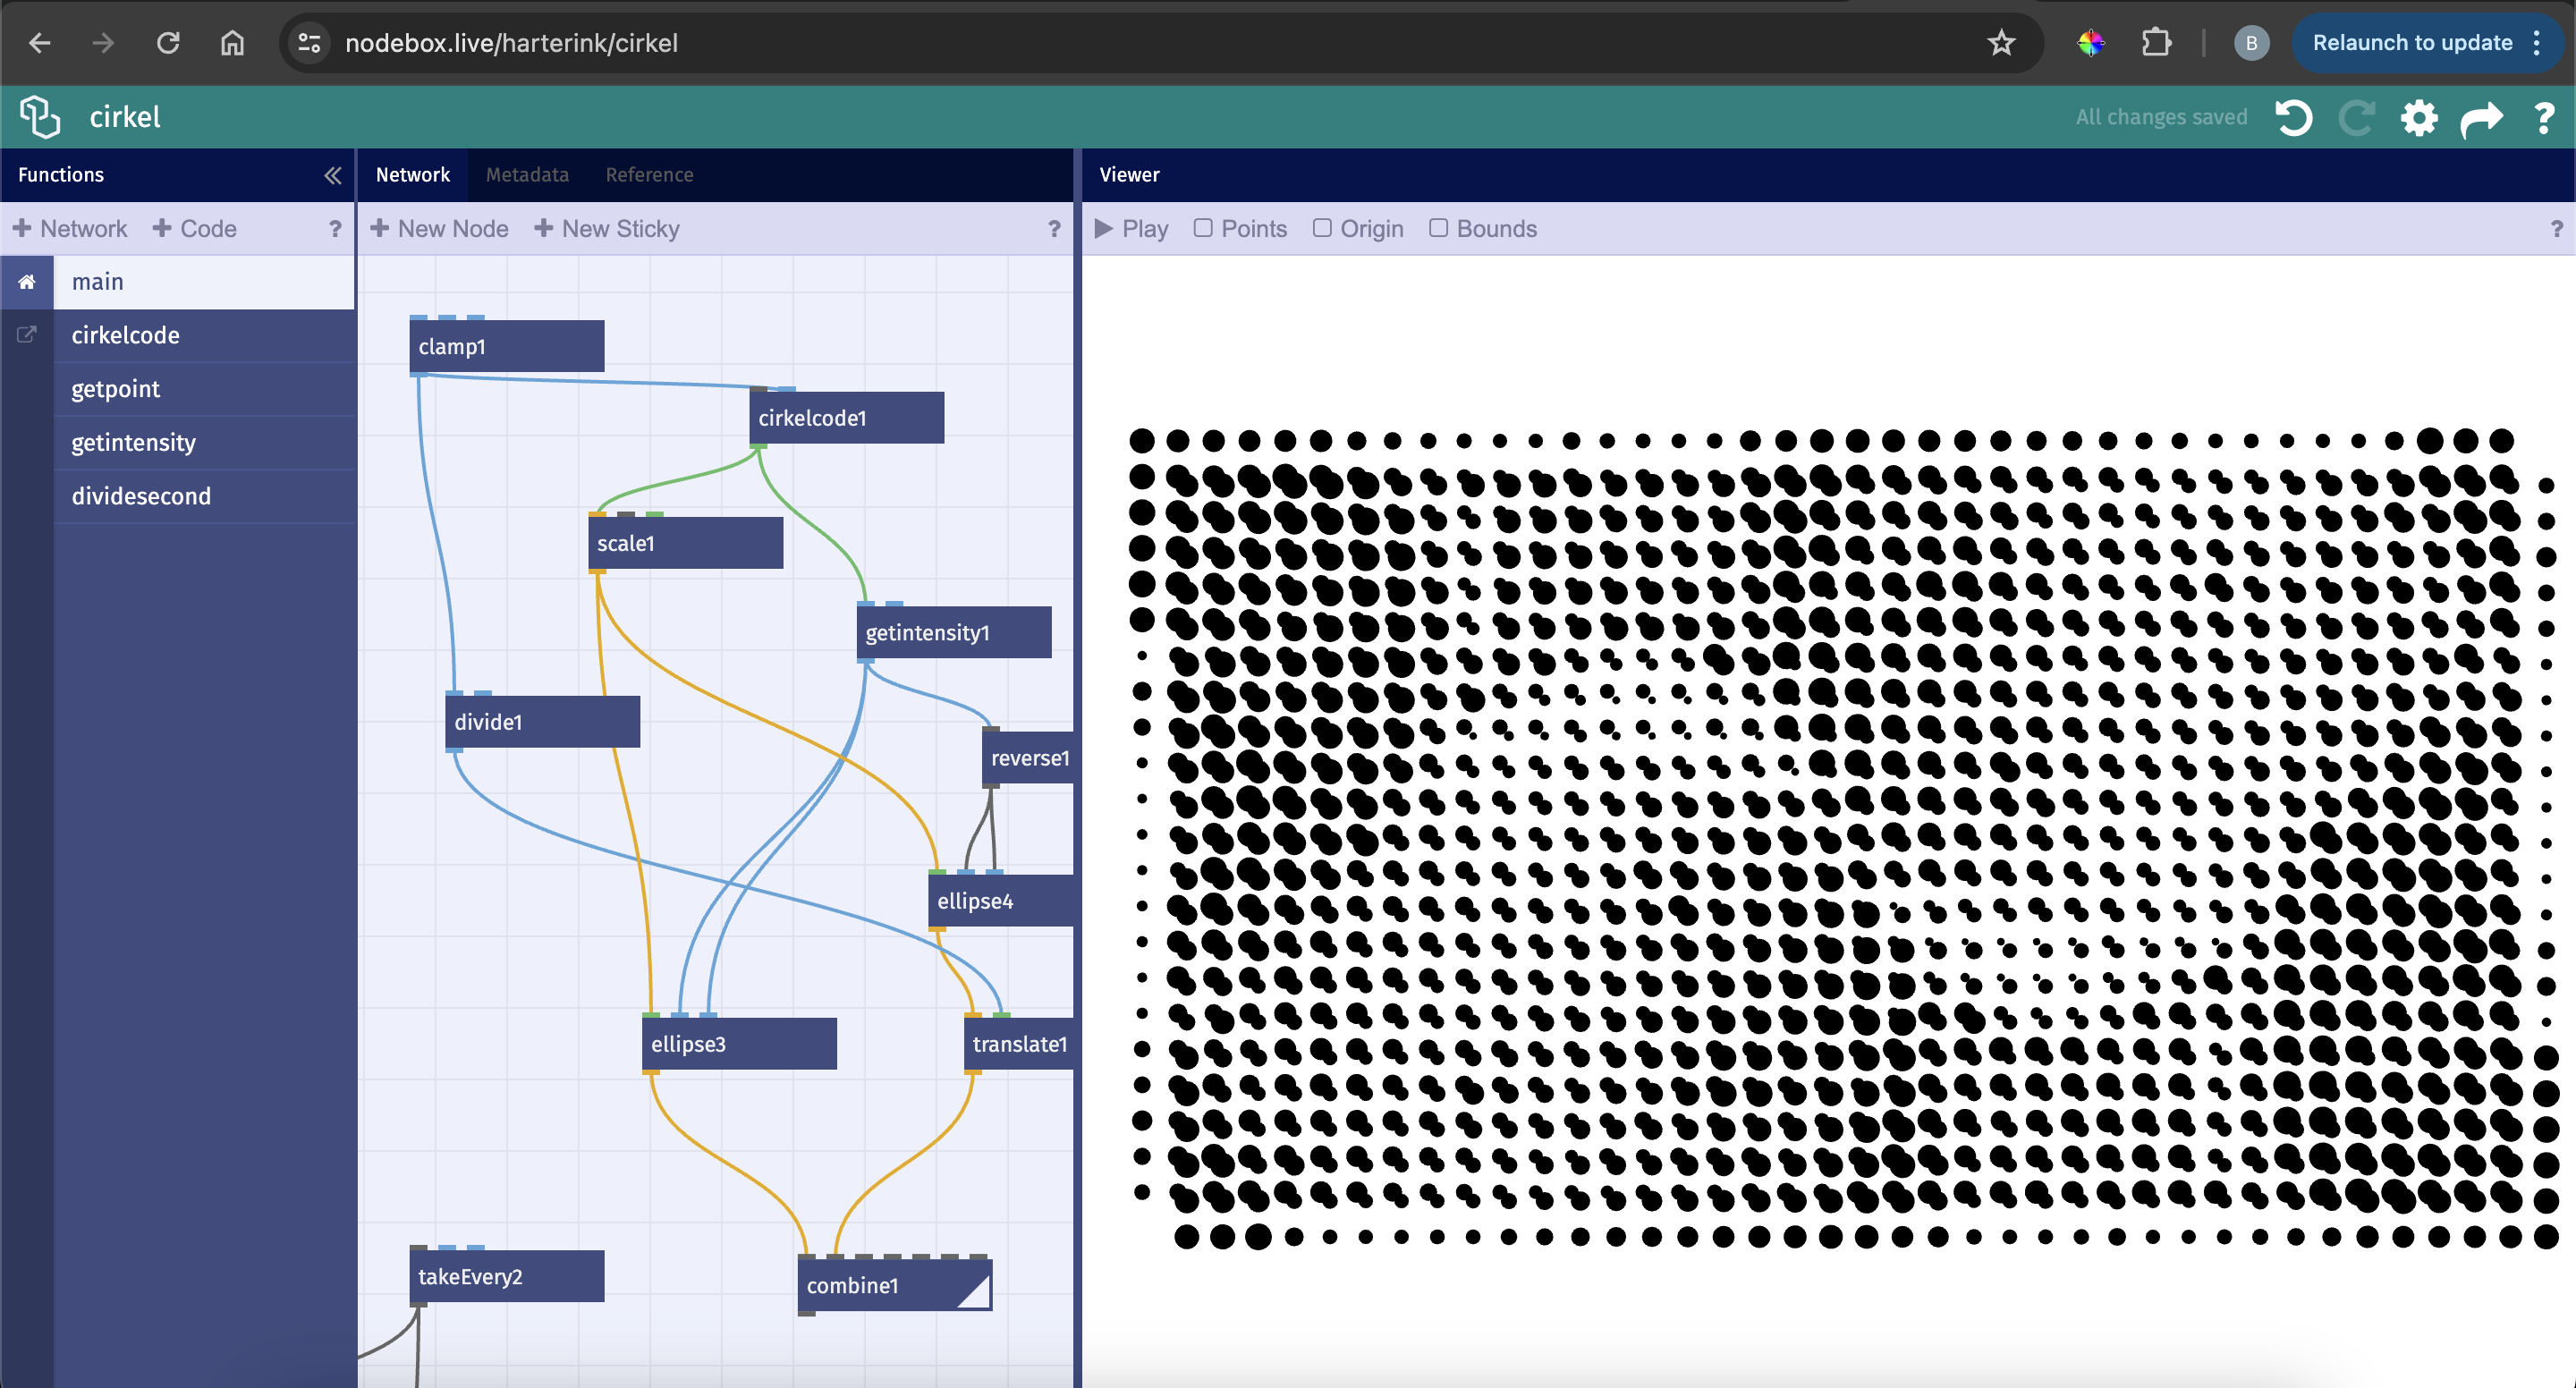 nodebox.live/harterink/cirkel
B
Relaunch to update
cirkel
All changes saved
?
Functions
Network
Metadata
Reference
Viewer
Network
Code
?
New Node
New Sticky
?
Play
Points
Origin
Bounds
?
main
cirkelcode
getpoint
getintensity
dividesecond
clamp1
cirkelcode1
scale1
getintensity1
divide1
reverse1
ellipse4
ellipse3
translate1
takeEvery2
combine1